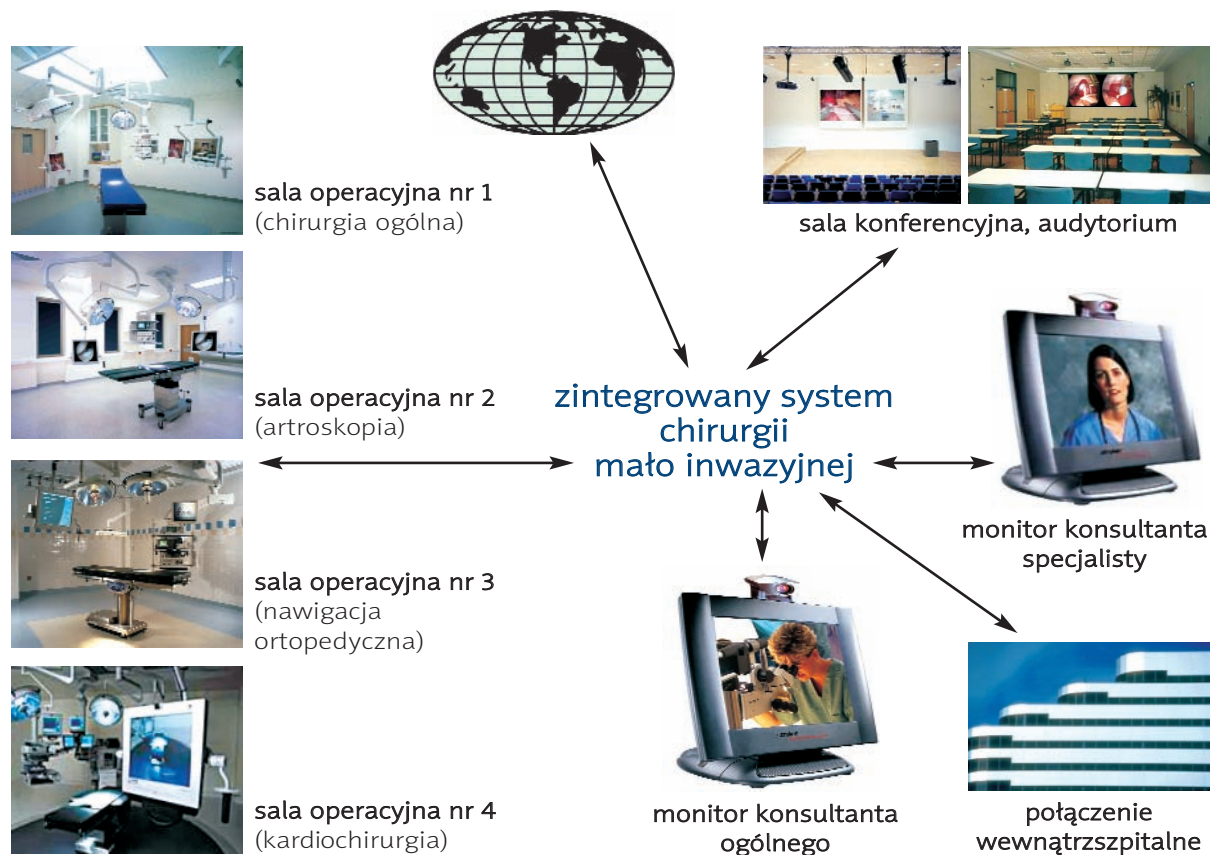 sala operacyjna nr 1
(chirurgia ogólna)
sala konferencyjna, audytorium
sala operacyjna nr 2
(artroskopia)
zintegrowany system
chirurgii
mało inwazyjnej
monitor konsultanta
specjalisty
sala operacyjna nr 3
(nawigacja
ortopedyczna)
sala operacyjna nr 4
(kardiochirurgia)
monitor konsultanta
ogólnego
połączenie
wewnątrzszpitalne